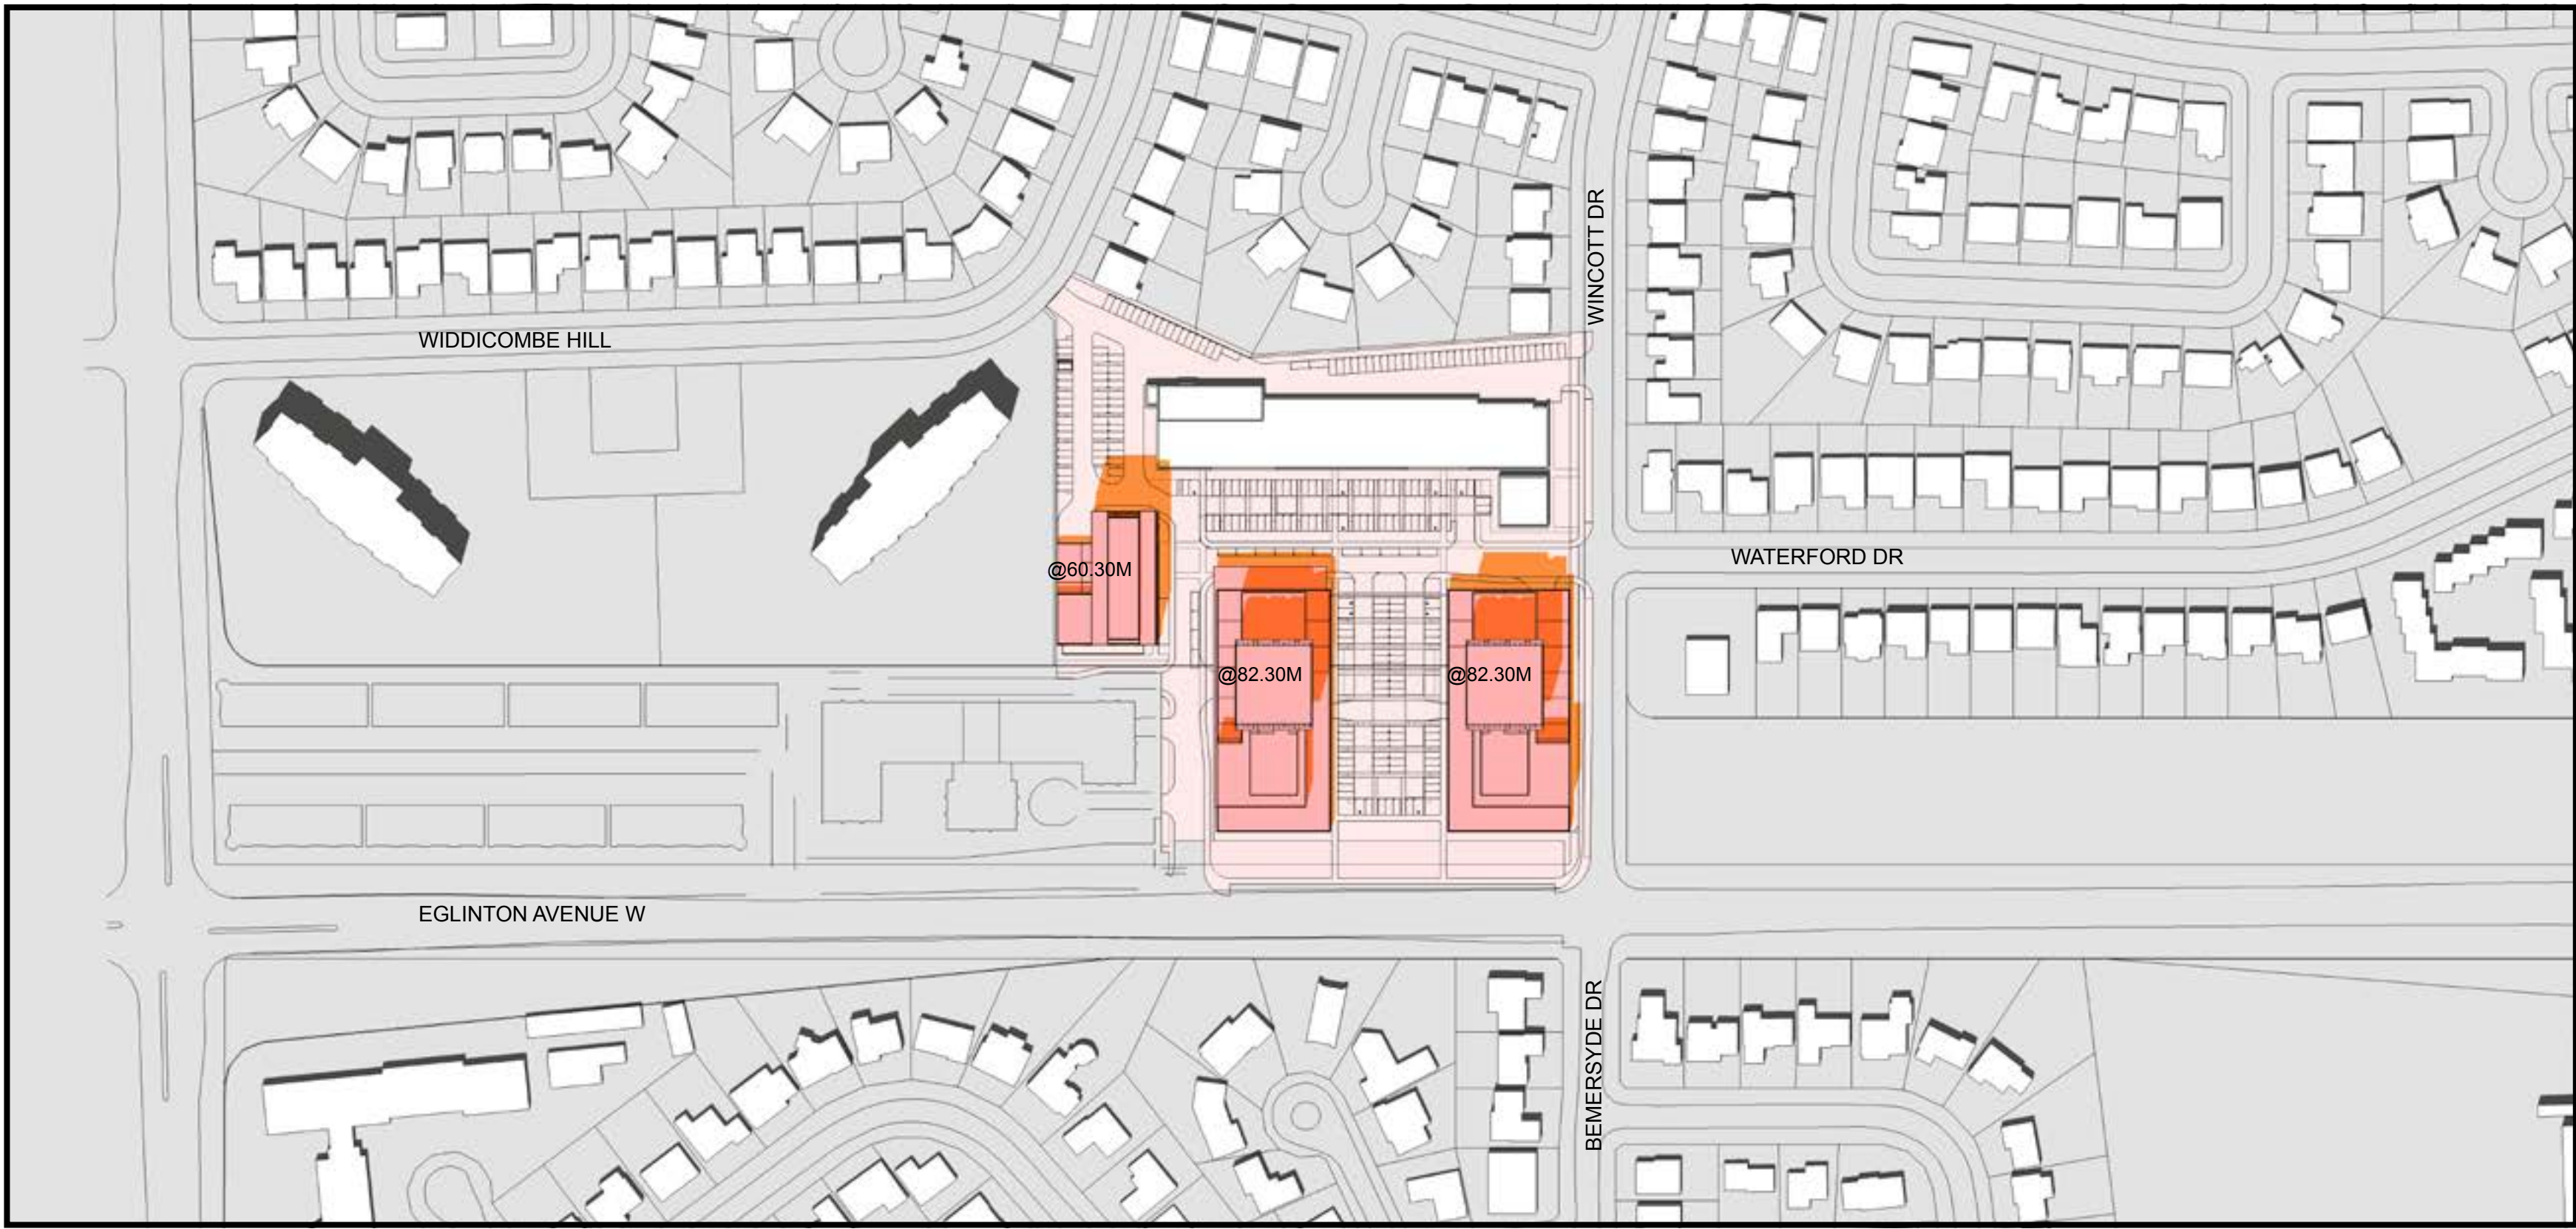 WINCOTT DR
WIDDICOMBE HILL
WATERFORD DR
@60.30M
@82.30M
@82.30M
EGLINTON AVENUE W
BEMERSYDE DR